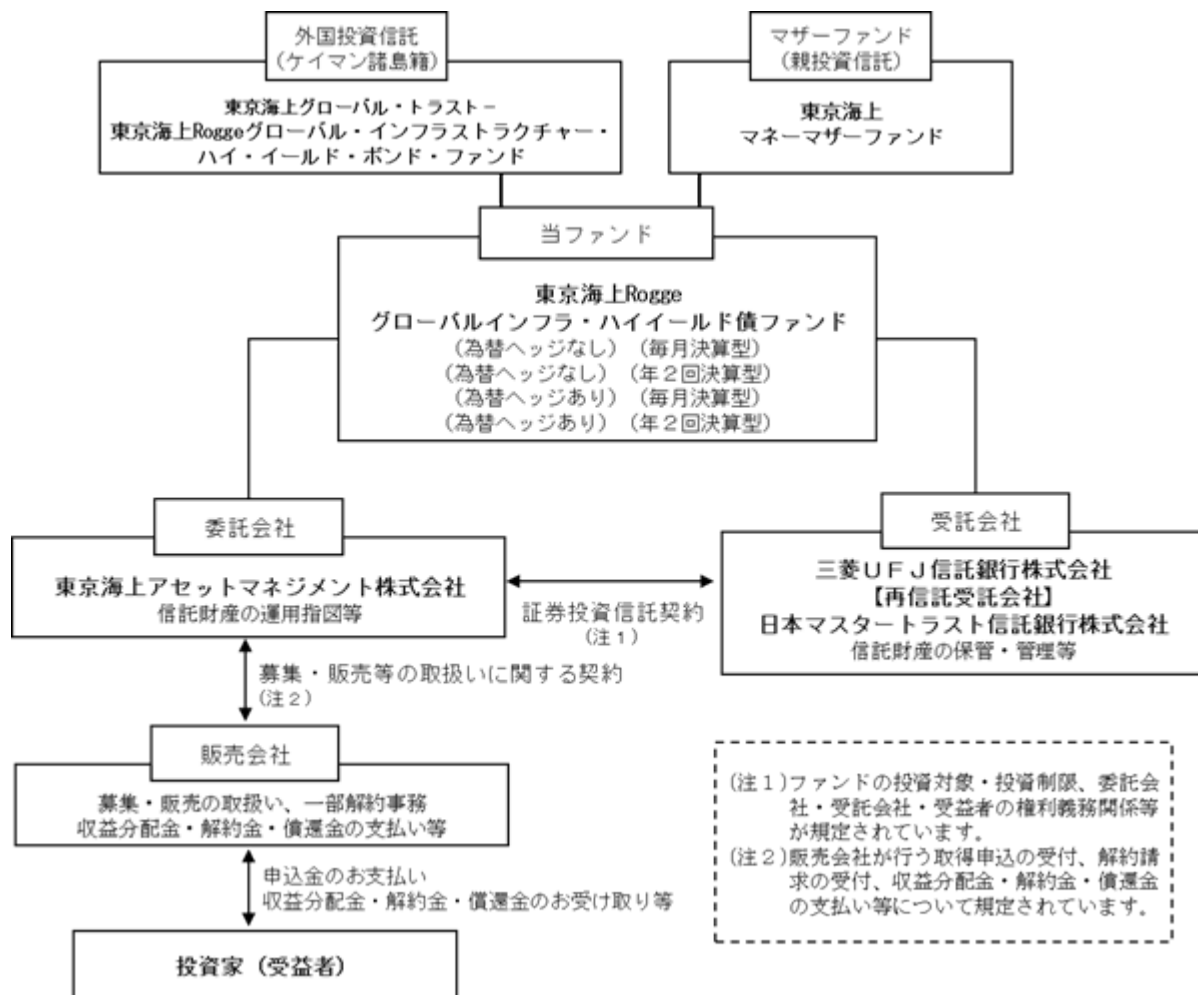 外国投資信託
(ケイマン諸島籍)
東京海上グローバル・トラスト－
東京海上Roggeグローバル・インフラストラクチャー・
ハイ・イールド・ボンド・ファンド
マザーファンド
(親投資信託)
東京海上
マネーマザーファンド
当ファンド
東京海上Rogge
グローバルインフラ・ハイイールド債ファンド
(為替ヘッジなし) (毎月決算型)
(為替ヘッジなし) (年２回決算型)
(為替ヘッジあり) (毎月決算型)
(為替ヘッジあり) (年２回決算型)
委託会社
東京海上アセットマネジメント株式会社
信託財産の運用指図等
証券投資信託契約
(注１)
受託会社
三菱ＵＦＪ信託銀行株式会社
【再信託受託会社】
日本マスタートラスト信託銀行株式会社
信託財産の保管・管理等
募集・販売等の取扱いに関する契約
(注２)
販売会社
募集・販売の取扱い、一部解約事務
収益分配金・解約金・償還金の支払い等
申込金のお支払い
収益分配金・解約金・償還金のお受け取り等
投資家（受益者）
(注１)ファンドの投資対象・投資制限、委託会
社・受託会社・受益者の権利義務関係等
が規定されています。
(注２)販売会社が行う取得申込の受付、解約請
求の受付、収益分配金・解約金・償還金
の支払い等について規定されています。